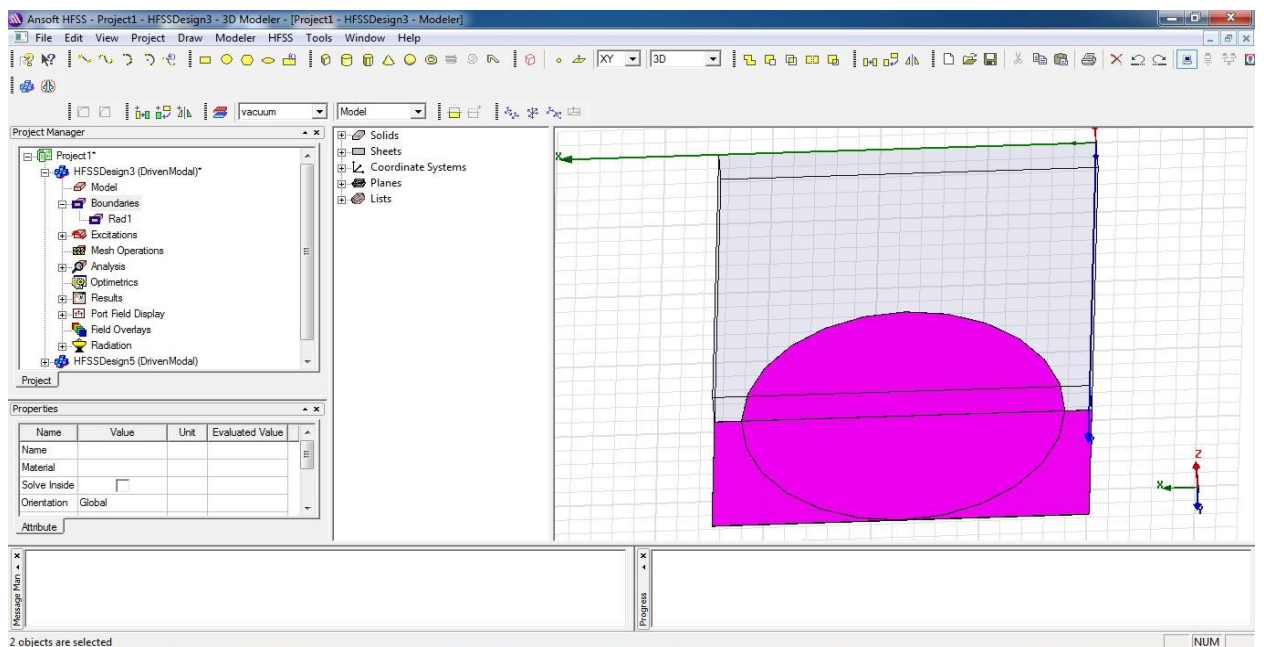 Ansoft HFSS - Project1 - HFSSDesign3 - 3D Modeler - [Project1 - HFSSDesign3 - Modeler]
File Edit View Project Draw Modeler HFSS Tools Window Help
XY 3D
vacuum Model
Project Manager
Project1*
HFSSDesign3 (DrivenModal)*
Model
Boundaries
Rad1
Excitations
Mesh Operations
Analysis
Optimetrics
Results
Port Field Display
Field Overlays
Radiation
HFSSDesign5 (DrivenModal)
Project
Solids
Sheets
Coordinate Systems
Planes
Lists
X
Z
X
Properties
Name Value Unit Evaluated Value
Name
Material
Solve Inside
Orientation Global
Attribute
Message Man
Progress
2 objects are selected
NUM